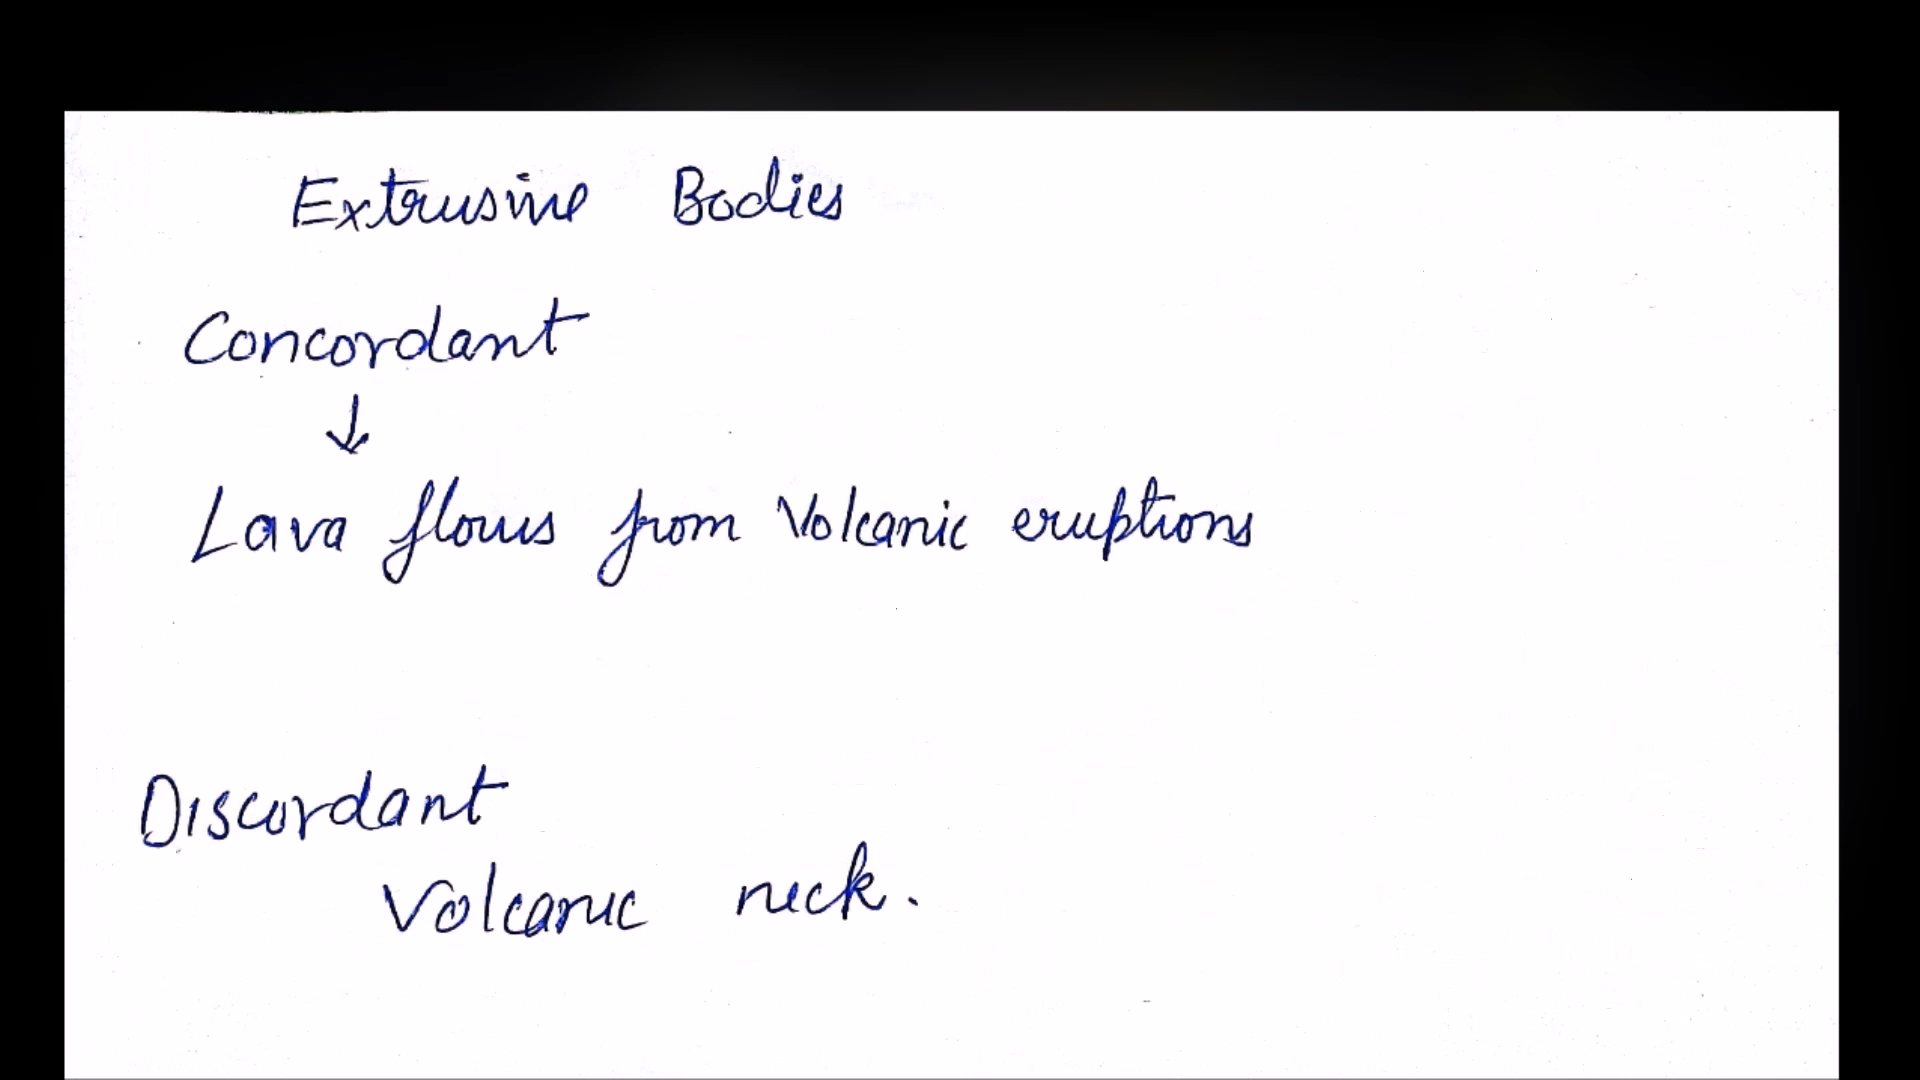 Extrusive Bodies
Concordant
↓
Lava flows from Volcanic eruptions
Discordant
Volcanic neck.